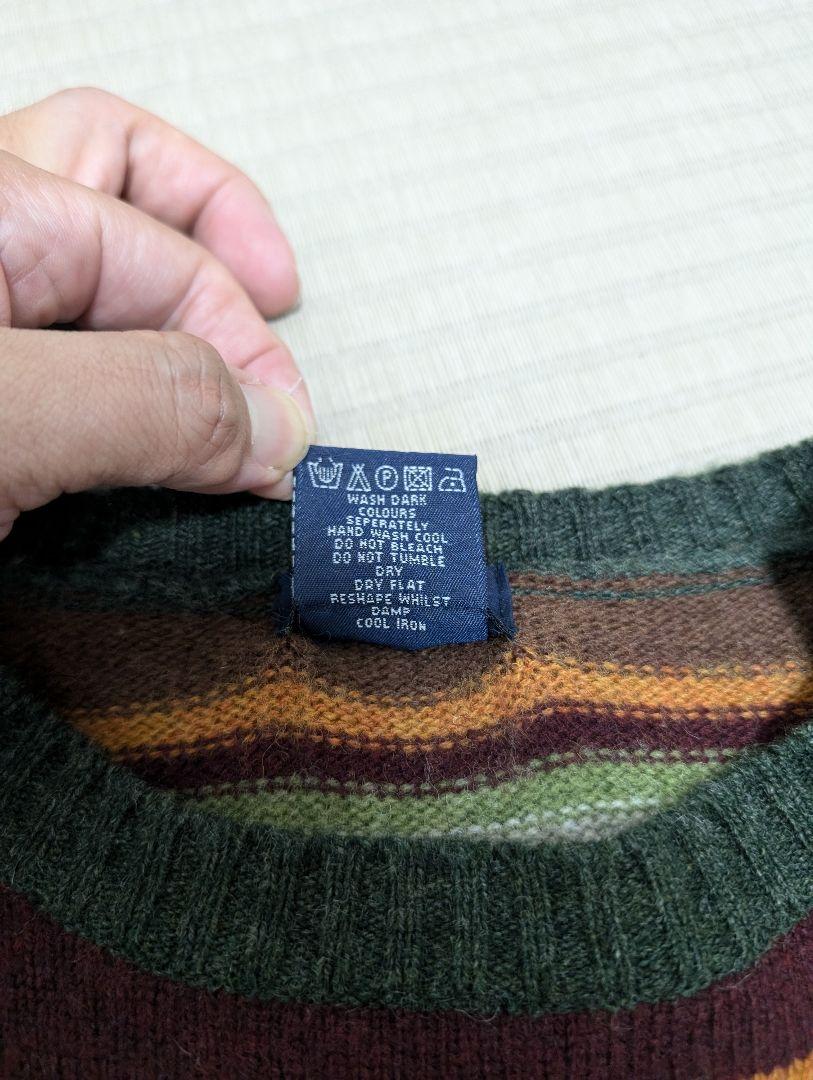 P
WASH DARK
COLOURS
SEPERATELY
HAND WASH COOL
DO NOT BLEACH
DO NOT TUMBLE
DRY
DRY FLAT
RESHAPE WHILST
DAMP
COOL IRON